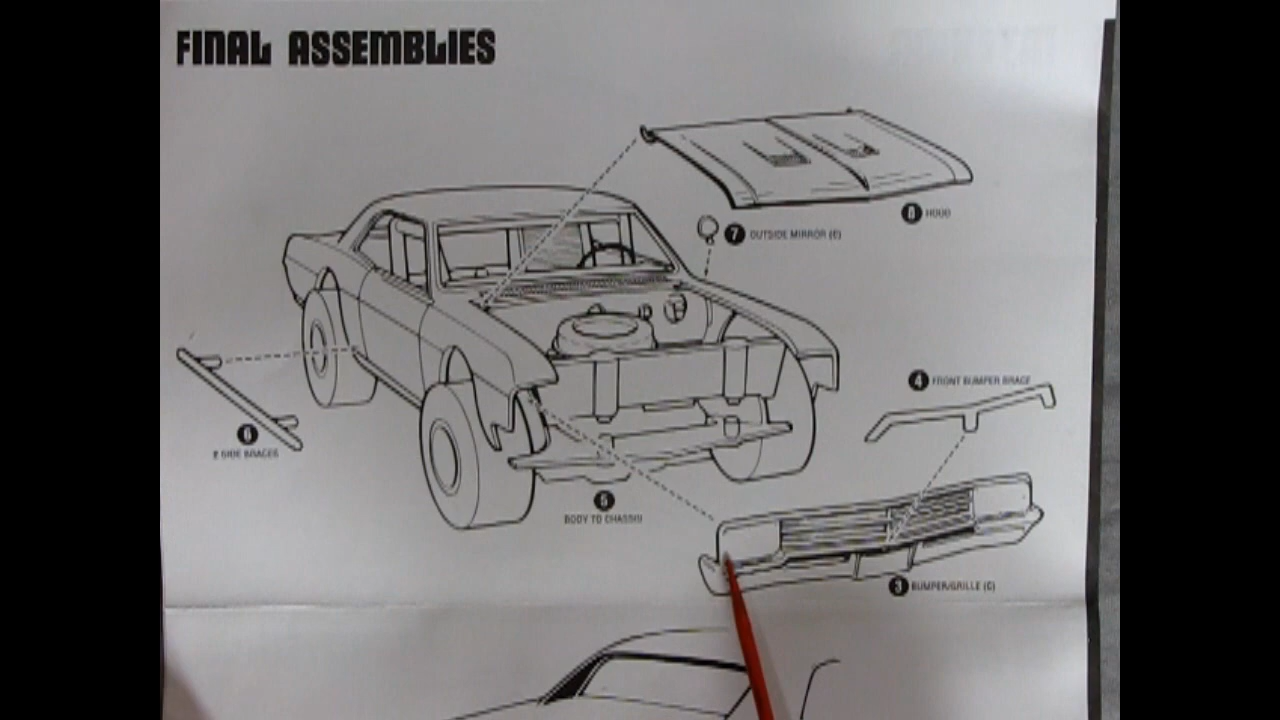 FINAL ASSEMBLIES
8 HOOD
7 OUTSIDE MIRROR (C)
4 FRONT BUMPER BRACE
6
2 SIDE BRACES
5
BODY TO CHASSIS
3 BUMPER/GRILLE (C)